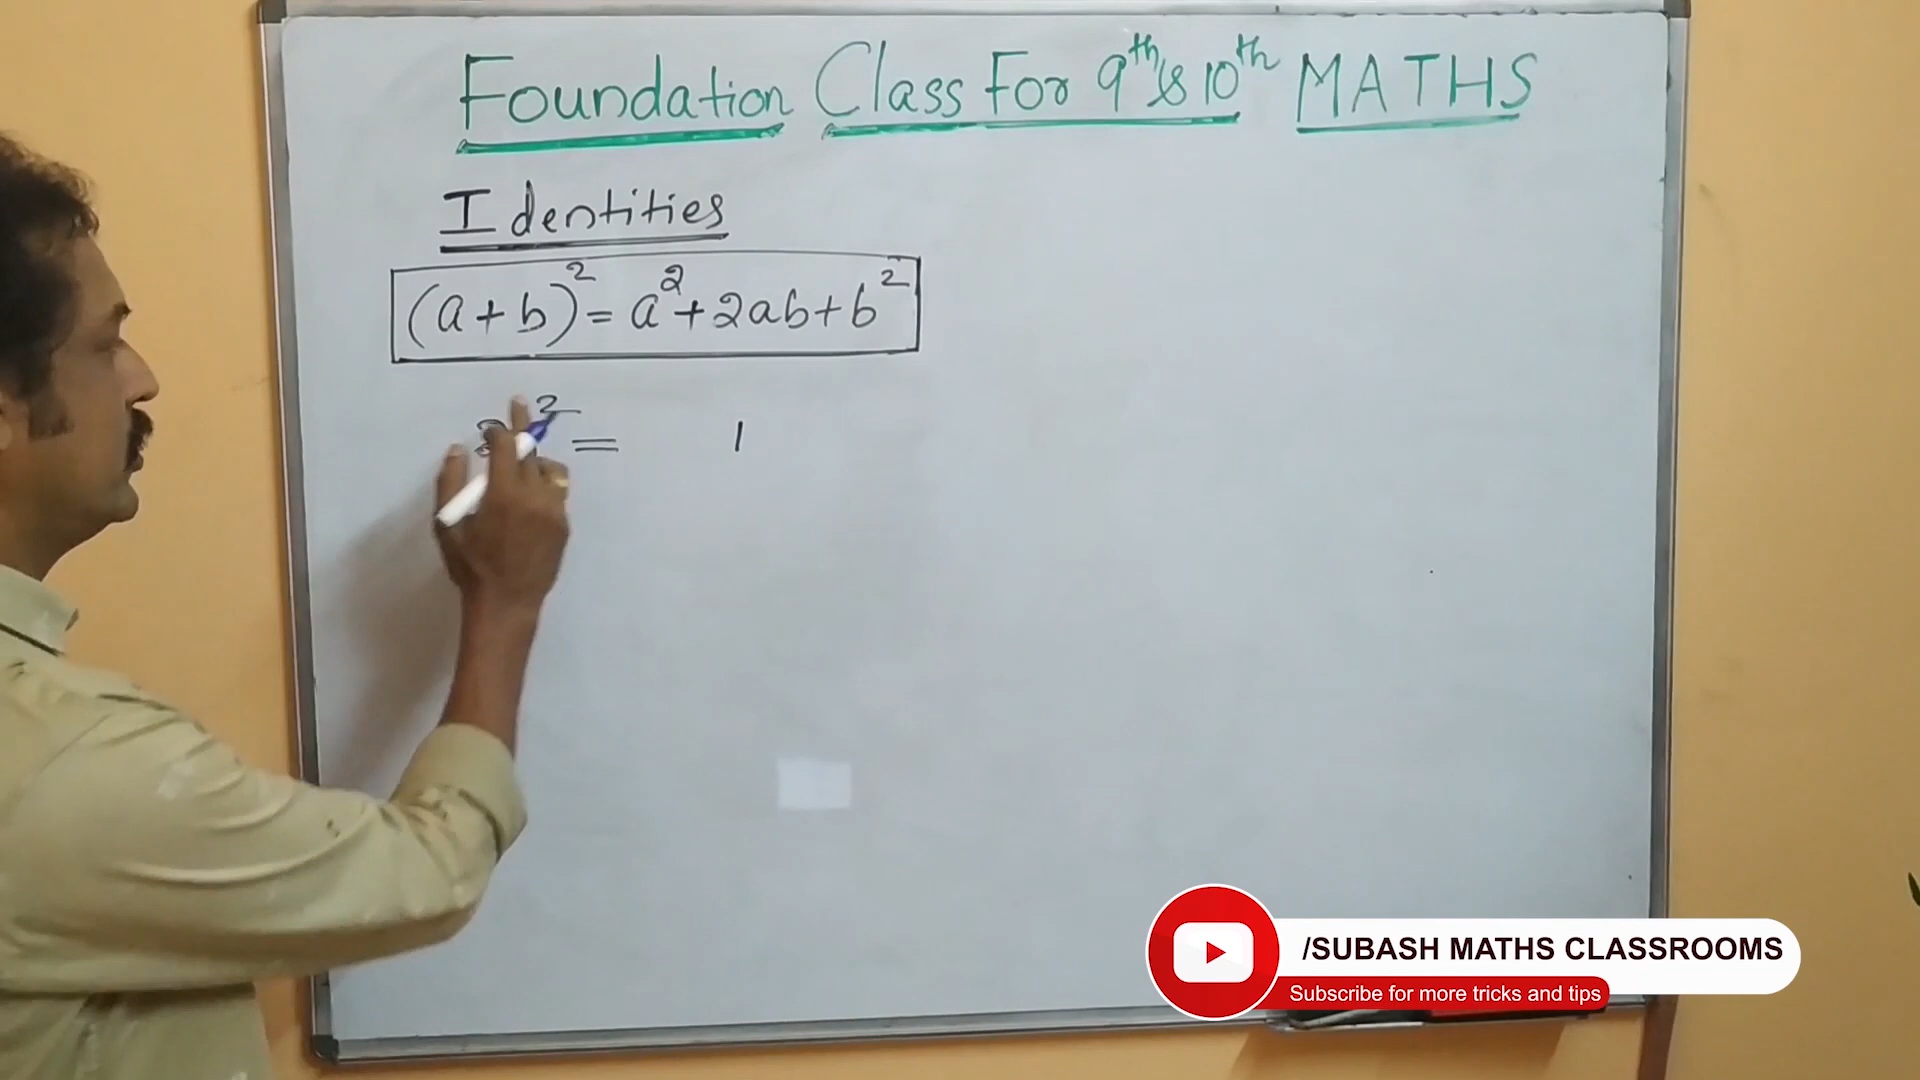 Foundation Class For 9th & 10th MATHS
Identities
(a+b)² = a²+2ab+b²
² = 1
/SUBASH MATHS CLASSROOMS
Subscribe for more tricks and tips